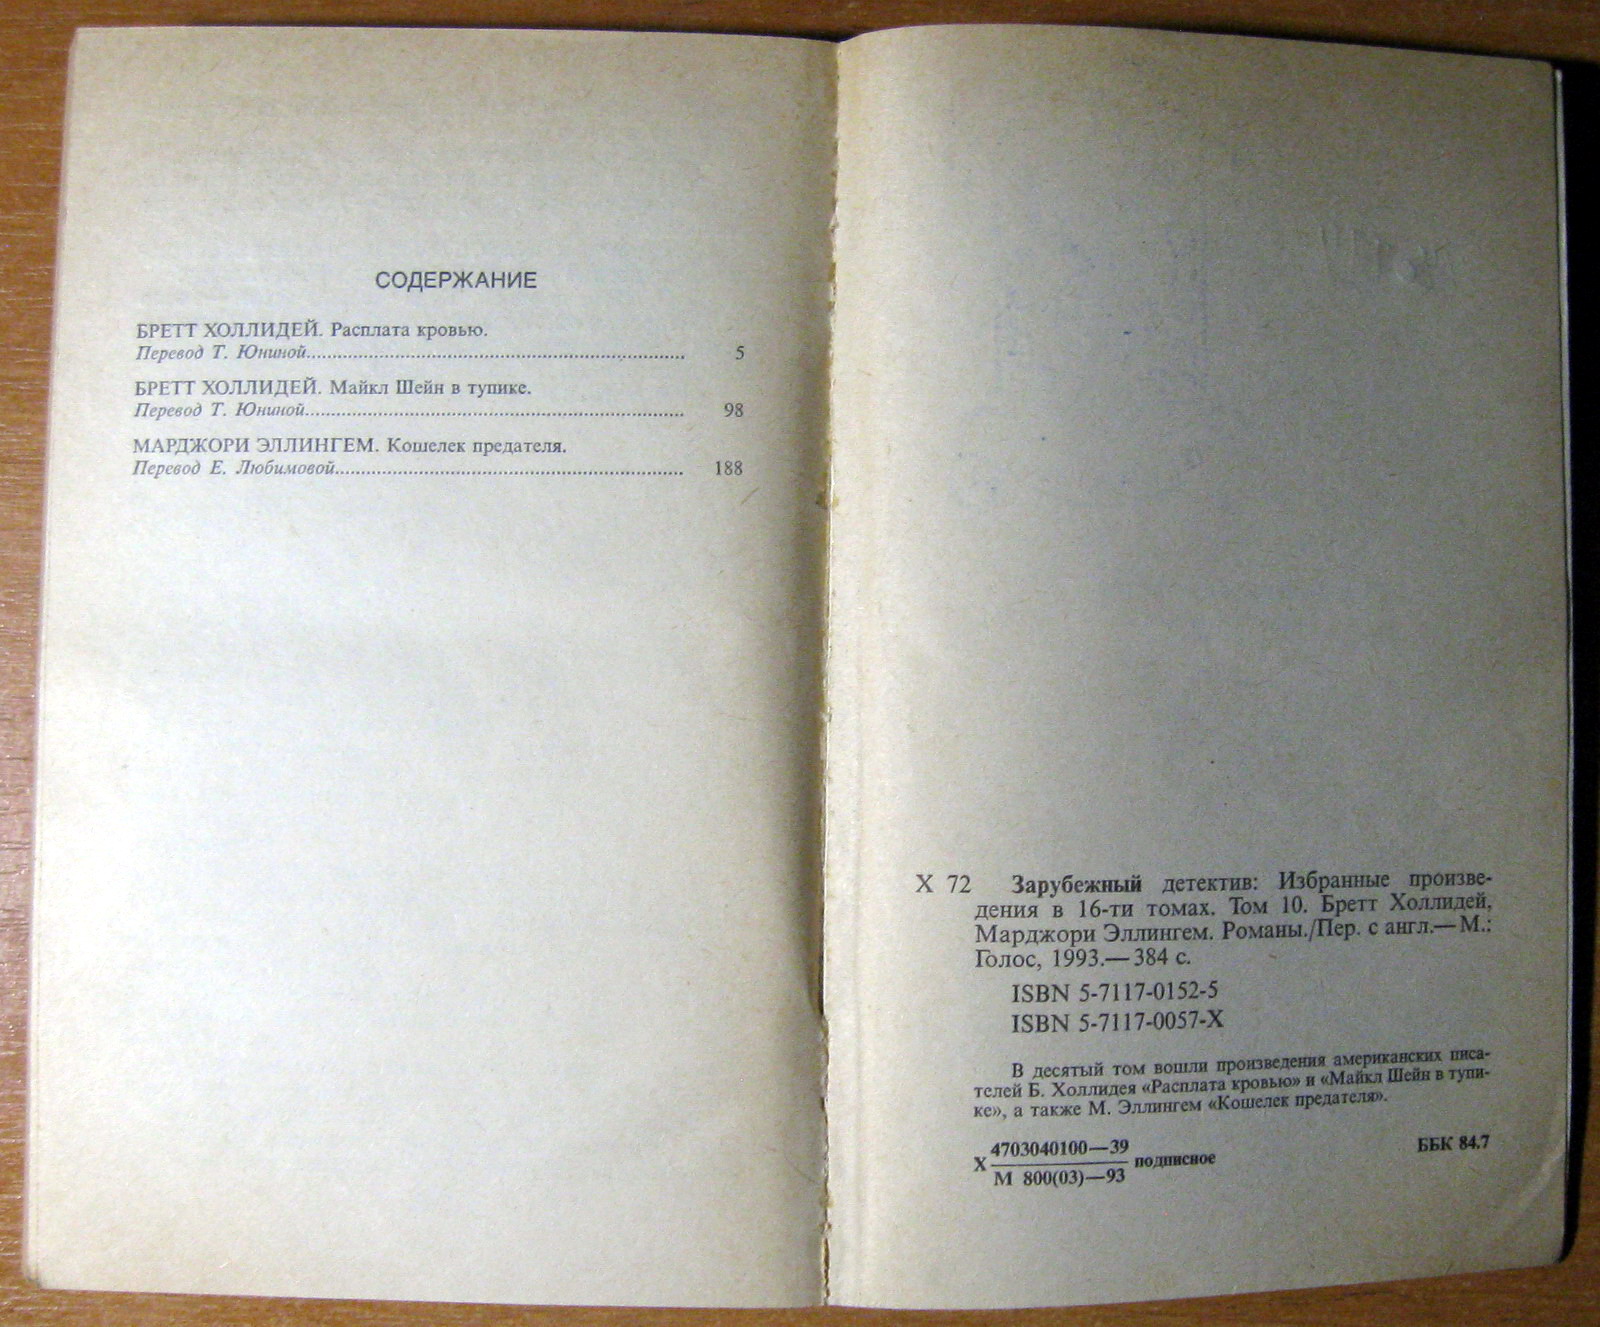 СОДЕРЖАНИЕ
БРЕТТ ХОЛЛИДЕЙ. Расплата кровью.
Перевод Т. Юниной........................................................................ 5
БРЕТТ ХОЛЛИДЕЙ. Майкл Шейн в тупике.
Перевод Т. Юниной........................................................................ 98
МАРДЖОРИ ЭЛЛИНГЕМ. Кошелек предателя.
Перевод Е. Любимовой.................................................................. 188
Х 72 Зарубежный детектив: Избранные произве-
дения в 16-ти томах. Том 10. Бретт Холлидей,
Марджори Эллингем. Романы./Пер. с англ.—М.:
Голос, 1993.—384 с.
ISBN 5-7117-0152-5
ISBN 5-7117-0057-X
В десятый том вошли произведения американских писа-
телей Б. Холлидея «Расплата кровью» и «Майкл Шейн в тупи-
ке», а также М. Эллингем «Кошелек предателя».
Х 4703040100—39
М 800(03)—93 подписное ББК 84.7